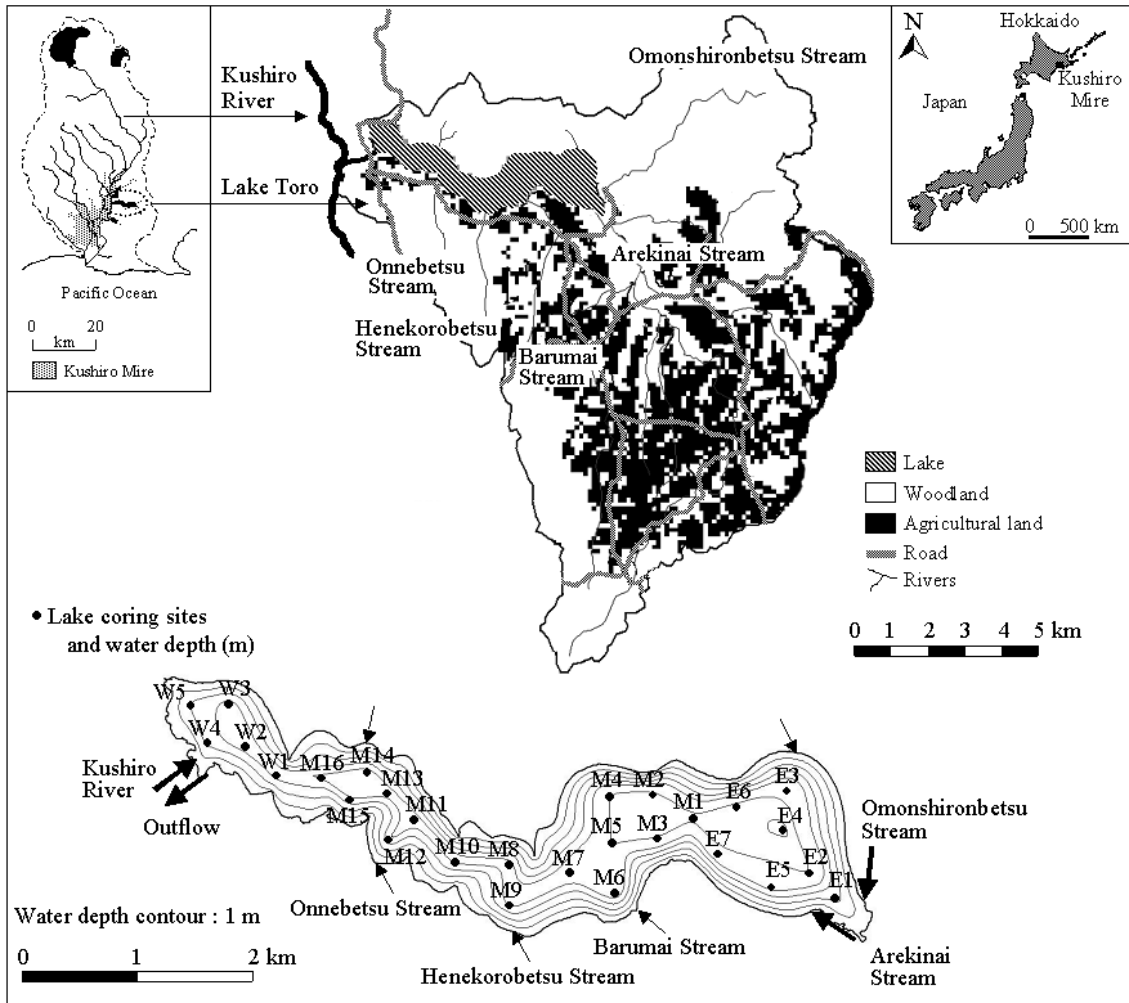 Kushiro
River
Lake Toro
Pacific Ocean
0 20
km
Kushiro Mire
Omonshironbetsu Stream
Onnebetsu
Stream
Henekorobetsu
Stream
Barumai
Stream
Arekinai Stream
N
Hokkaido
Japan
Kushiro
Mire
0 500 km
Lake
Woodland
Agricultural land
Road
Rivers
0 1 2 3 4 5 km
Lake coring sites
and water depth (m)
W5
W3
W4
W2
W1
M16
M14
M13
M15
M11
M12
M10
M8
M9
M7
M4
M2
M5
M3
M6
M1
E6
E3
E4
E7
E2
E5
E1
Kushiro
River
Outflow
Onnebetsu Stream
Henekorobetsu Stream
Barumai Stream
Omonshironbetsu
Stream
Arekinai
Stream
Water depth contour : 1 m
0 1 2 km